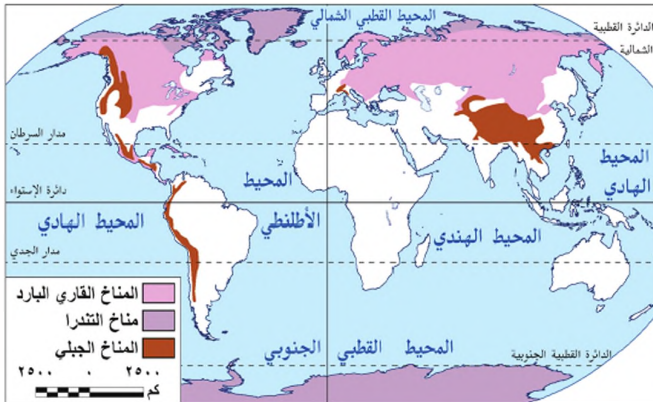 المحيط القطبي الشمالي
الدائرة القطبية
الشمالية
مدار السرطان
المحيط
الهادي
المحيط
دائرة الإستواء
الأطلنطي
المحيط الهادي
المحيط الهندي
مدار الجدي
المناخ القاري البارد
مناخ التندرا
المناخ الجبلي
٢٥٠٠ ٠ ٢٥٠٠
كم
المحيط القطبي الجنوبي
الدائرة القطبية الجنوبية